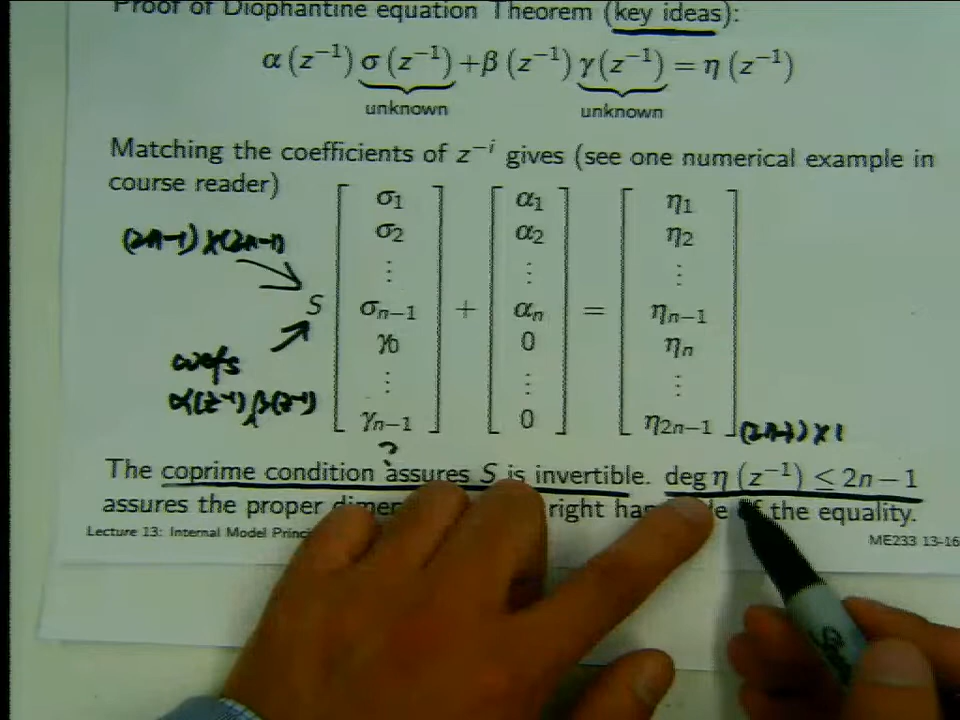 Proof of Diophantine equation Theorem (key ideas):
α(z⁻¹) σ(z⁻¹) + β(z⁻¹) γ(z⁻¹) = η(z⁻¹)
unknown unknown
Matching the coefficients of z⁻ⁱ gives (see one numerical example in
course reader)
σ₁ α₁ η₁
(2n-1)×(2n-1) σ₂ α₂ η₂
⋮ ⋮ ⋮
S σₙ₋₁ + αₙ = ηₙ₋₁
γ₀ 0 ηₙ
coefs ⋮ ⋮ ⋮
α(z⁻¹) β(z⁻¹) γₙ₋₁ 0 η₂ₙ₋₁ (2n-1)×1
?
The coprime condition assures S is invertible. deg η(z⁻¹) ≤ 2n − 1
assures the proper right of the equality.
Lecture 13: Internal Model ME233 13-16